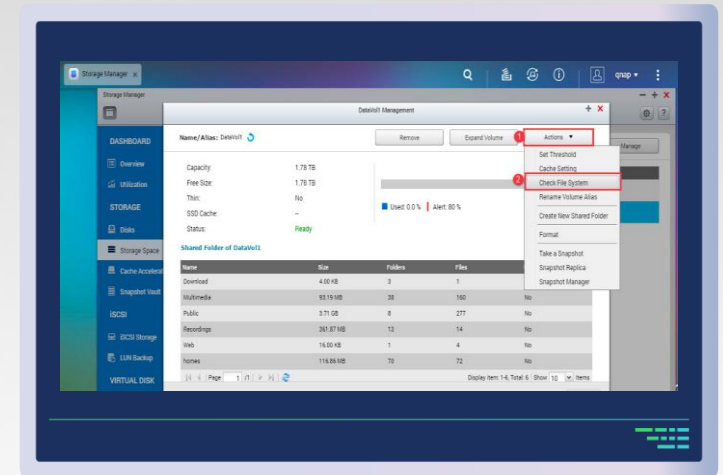 Storage Manager ×
qnap
Storage Manager
DataVol1 Management
DASHBOARD
Overview
Utilization
STORAGE
Disks
Storage Space
Cache Accelerat
Snapshot Vault
iSCSI
iSCSI Storage
LUN Backup
VIRTUAL DISK
Name/Alias: DataVol1
Remove
Expand Volume
1
Actions
Manage
Capacity: 1.78 TB
Free Size: 1.78 TB
Thin: No
SSD Cache: --
Status: Ready
Used: 0.0 % Alert: 80 %
Set Threshold
Cache Setting
2
Check File System
Rename Volume Alias
Create New Shared Folder
Format
Take a Snapshot
Snapshot Replica
Snapshot Manager
Shared Folder of DataVol1
Name Size Folders Files
Download 4.00 KB 3 1
Multimedia 93.19 MB 38 160 No
Public 3.71 GB 8 277 No
Recordings 361.87 MB 13 14 No
Web 16.00 KB 1 4 No
homes 116.86 MB 70 72 No
Page 1 /1
Display item: 1-6, Total: 6 Show 10 Items